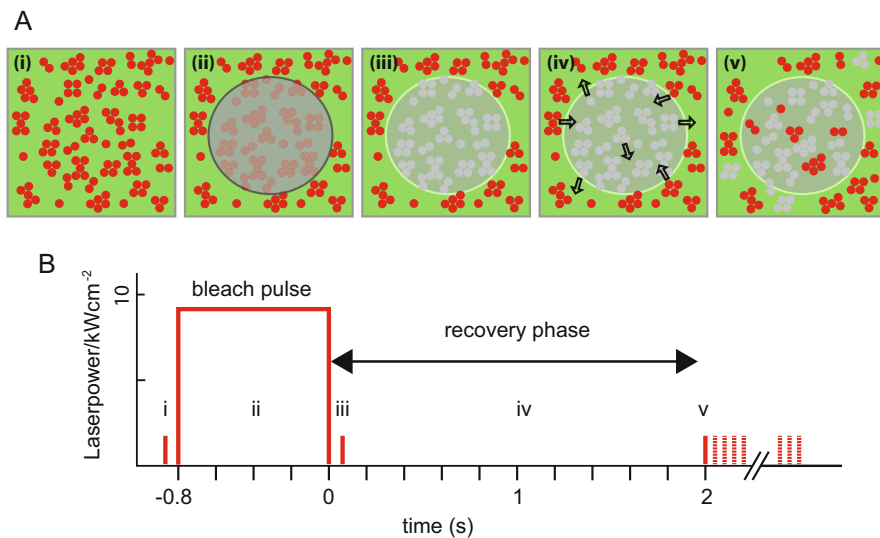 A
(i) (ii) (iii) (iv) (v)
B
bleach pulse
recovery phase
10
Laserpower/kWcm-2
i ii iii iv v
-0.8 0 1 2
time (s)